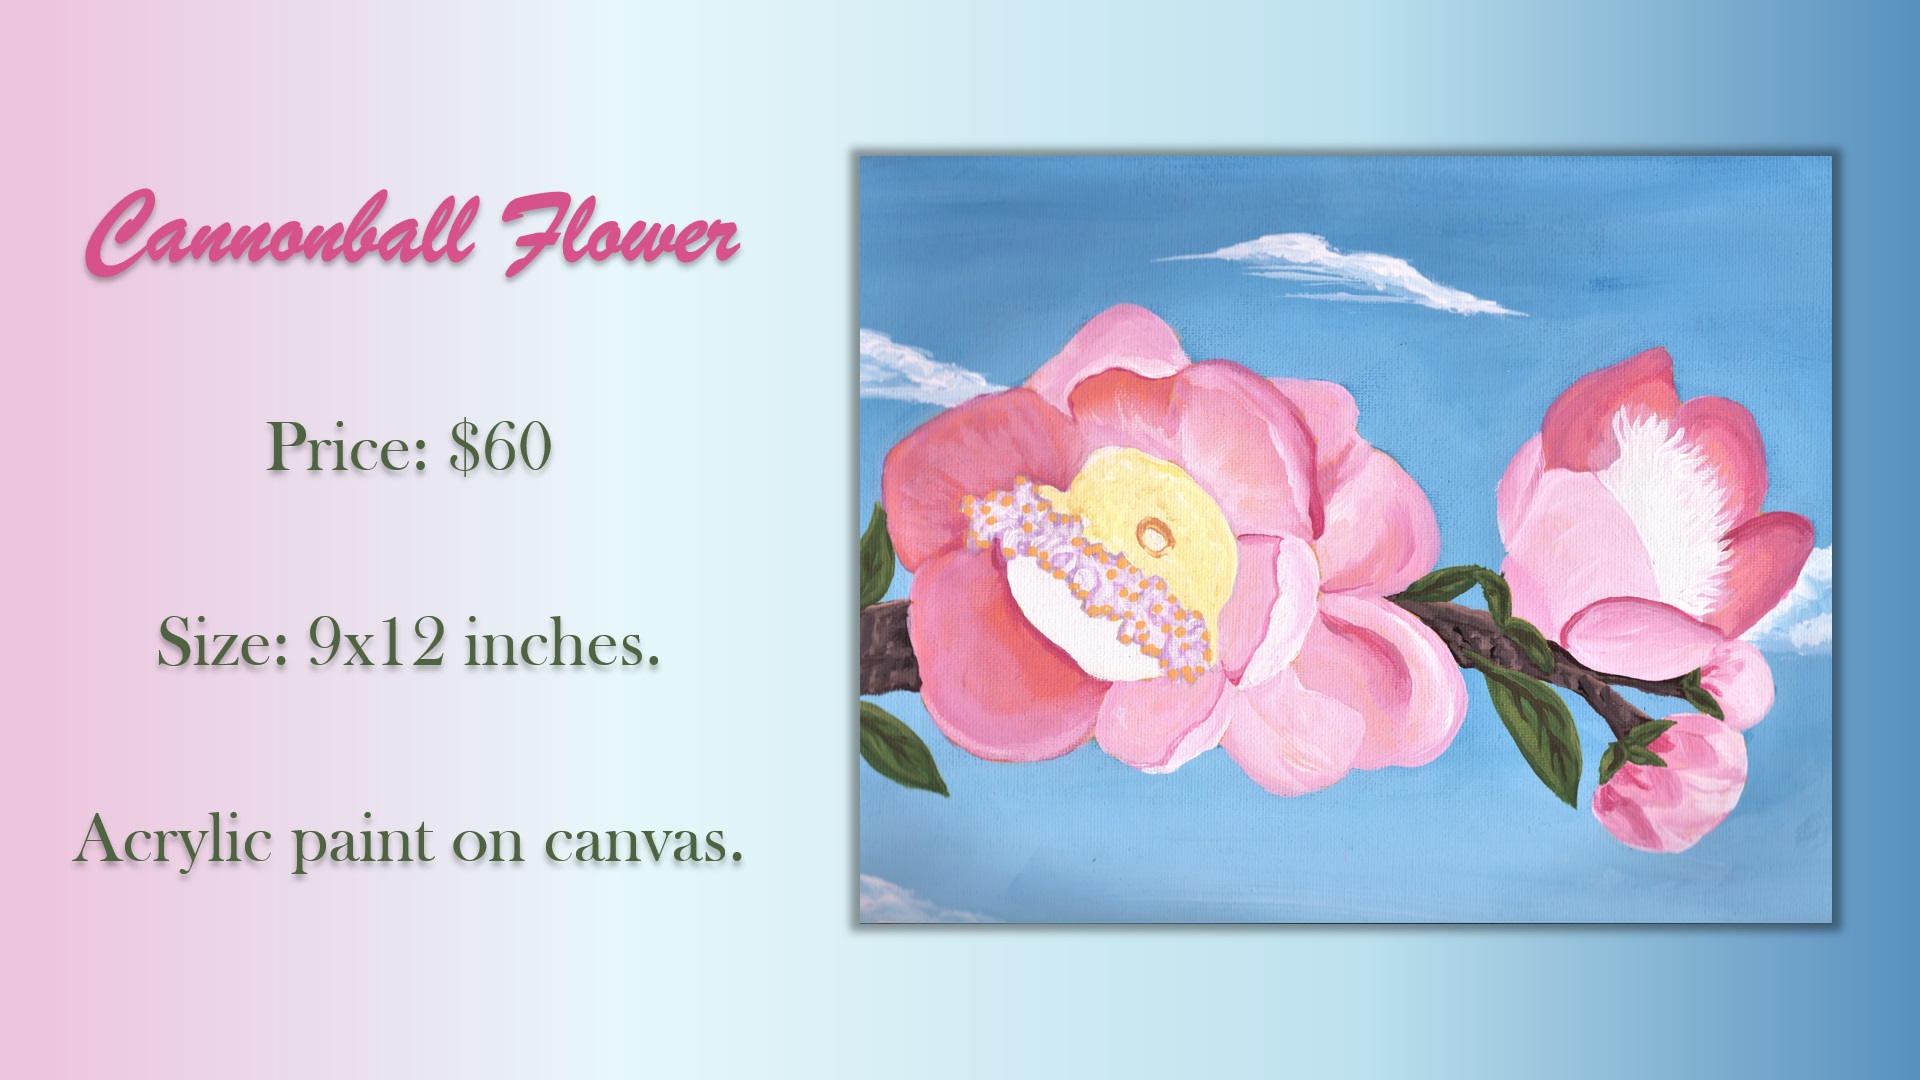 Cannonball Flower
Price: $60
Size: 9x12 inches.
Acrylic paint on canvas.